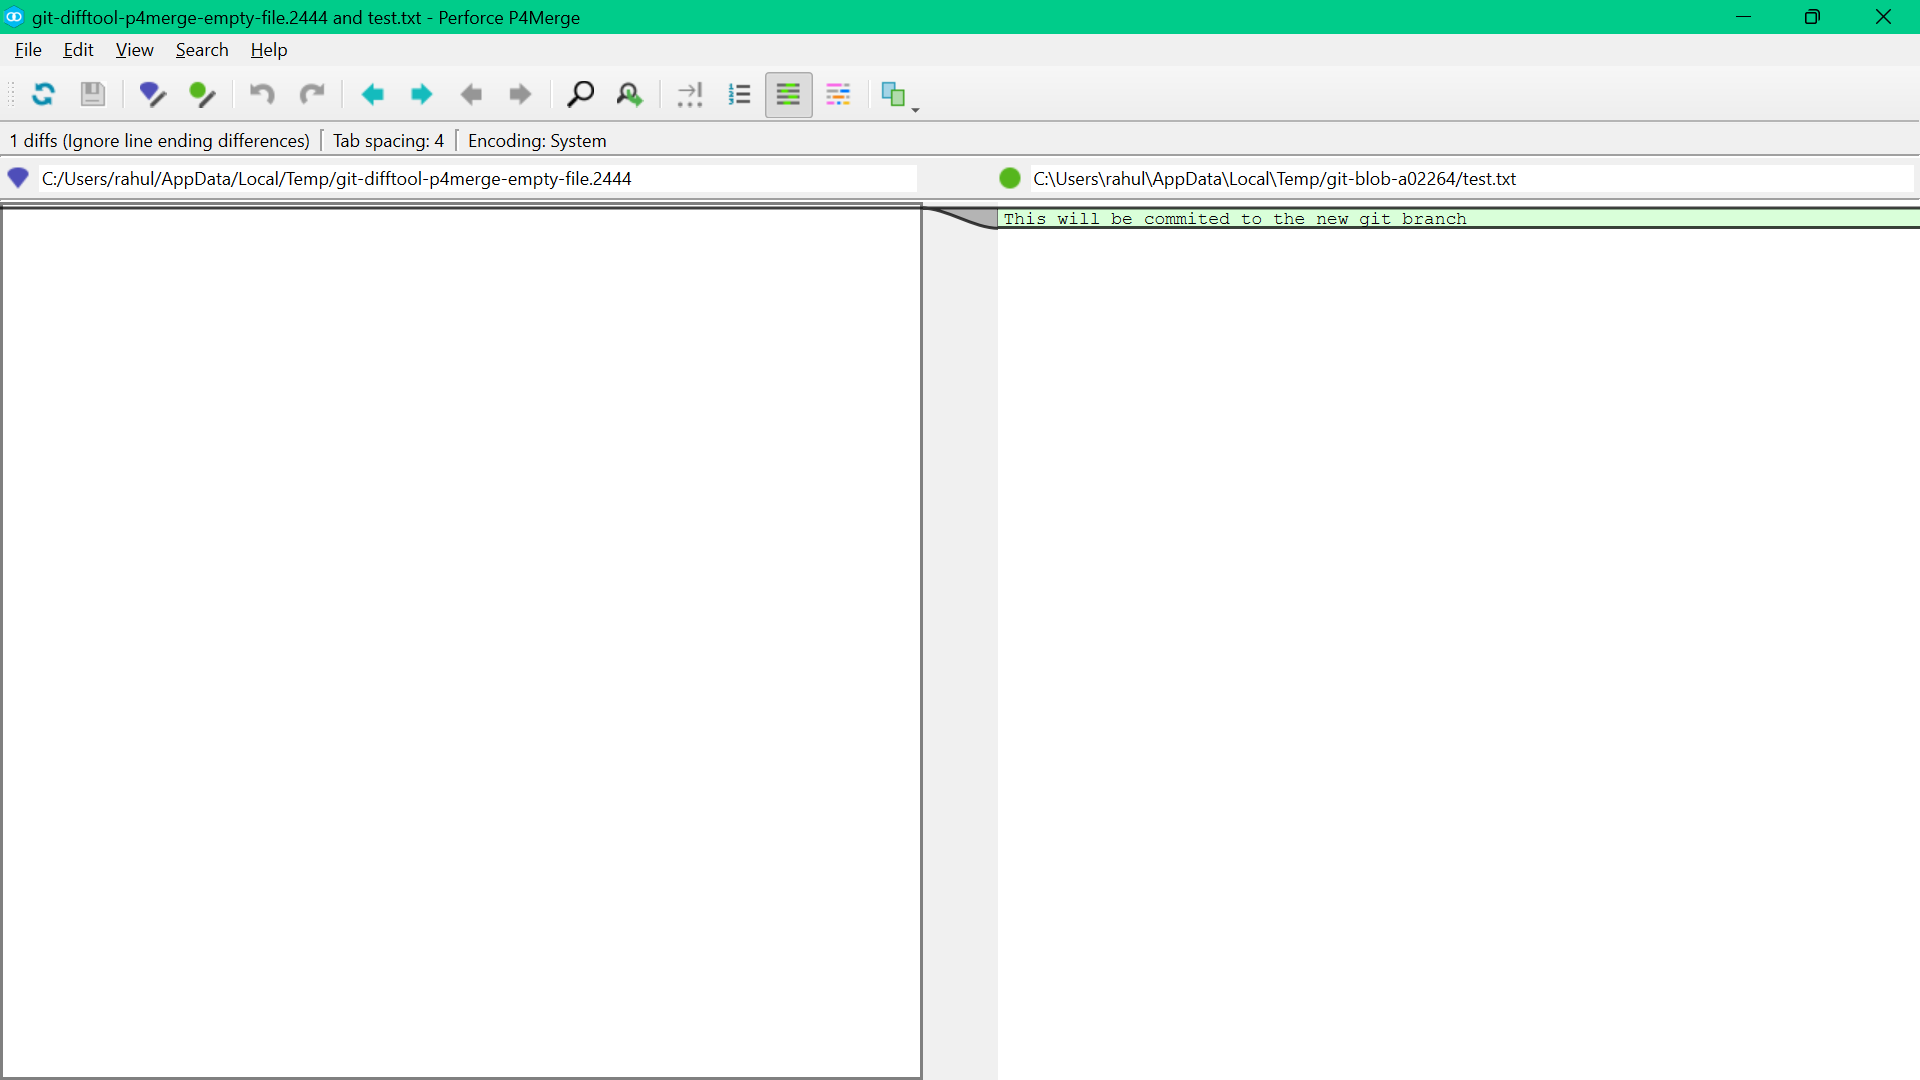 git-difftool-p4merge-empty-file.2444 and test.txt - Perforce P4Merge
File Edit View Search Help
1 diffs (Ignore line ending differences) Tab spacing: 4 Encoding: System
C:/Users/rahul/AppData/Local/Temp/git-difftool-p4merge-empty-file.2444
C:\Users\rahul\AppData\Local\Temp/git-blob-a02264/test.txt
This will be commited to the new git branch